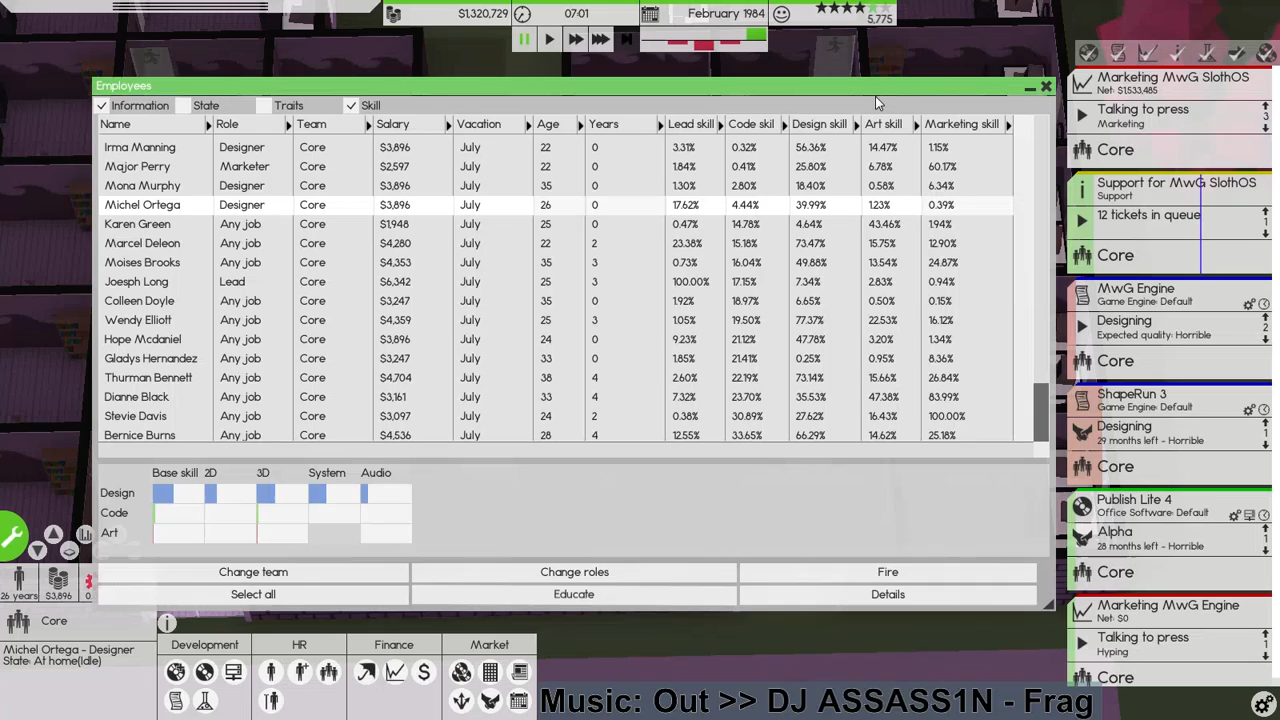 $1,320,729 07:01 February 1984 5,775
Employees
Information State Traits Skill
Name Role Team Salary Vacation Age Years Lead skill Code skil Design skill Art skill Marketing skill
Irma Manning Designer Core $3,896 July 22 0 3.31% 0.32% 56.36% 14.47% 1.15%
Major Perry Marketer Core $2,597 July 22 0 1.84% 0.41% 25.80% 6.78% 60.17%
Mona Murphy Designer Core $3,896 July 35 0 1.30% 2.80% 18.40% 0.58% 6.34%
Michel Ortega Designer Core $3,896 July 26 0 17.62% 4.44% 39.99% 1.23% 0.39%
Karen Green Any job Core $1,948 July 25 0 0.47% 14.78% 4.64% 43.46% 1.94%
Marcel Deleon Any job Core $4,280 July 22 2 23.38% 15.18% 73.47% 15.75% 12.90%
Moises Brooks Any job Core $4,353 July 22 3 0.73% 16.04% 49.88% 13.54% 24.87%
Joesph Long Lead Core $6,342 July 25 3 100.00% 17.15% 7.34% 2.83% 0.94%
Colleen Doyle Any job Core $3,247 July 35 0 1.92% 18.97% 6.65% 0.50% 0.15%
Wendy Elliott Any job Core $4,359 July 25 3 1.05% 19.50% 77.37% 22.53% 16.12%
Hope Mcdaniel Any job Core $3,896 July 24 0 9.23% 21.12% 47.78% 3.20% 1.34%
Gladys Hernandez Any job Core $3,247 July 33 0 1.85% 21.41% 0.25% 0.95% 8.36%
Thurman Bennett Any job Core $4,704 July 38 4 2.60% 22.19% 73.14% 15.66% 26.84%
Dianne Black Any job Core $3,161 July 33 4 7.32% 23.70% 35.53% 47.38% 83.99%
Stevie Davis Any job Core $3,097 July 24 2 0.38% 30.89% 27.62% 16.43% 100.00%
Bernice Burns Any job Core $4,536 July 28 4 12.55% 33.65% 66.29% 14.62% 25.18%
Base skill 2D 3D System Audio
Design
Code
Art
Change team Change roles Fire
Select all Educate Details
Marketing MwG SlothOS
Net: $1,533,485
Talking to press 3
Marketing
Core
Support for MwG SlothOS
Support
12 tickets in queue 1
Core
MwG Engine
Game Engine: Default
Designing 2
Expected quality: Horrible
Core
ShapeRun 3
Game Engine: Default
Designing 1
29 months left - Horrible
Core
Publish Lite 4
Office Software: Default
Alpha 1
28 months left - Horrible
Core
Marketing MwG Engine
Net: $0
Talking to press 1
Hyping
Core
26 years $3,896
Core
Michel Ortega - Designer
State: At home(Idle)
Development HR Finance Market
Music: Out >> DJ ASSASS1N - Frag